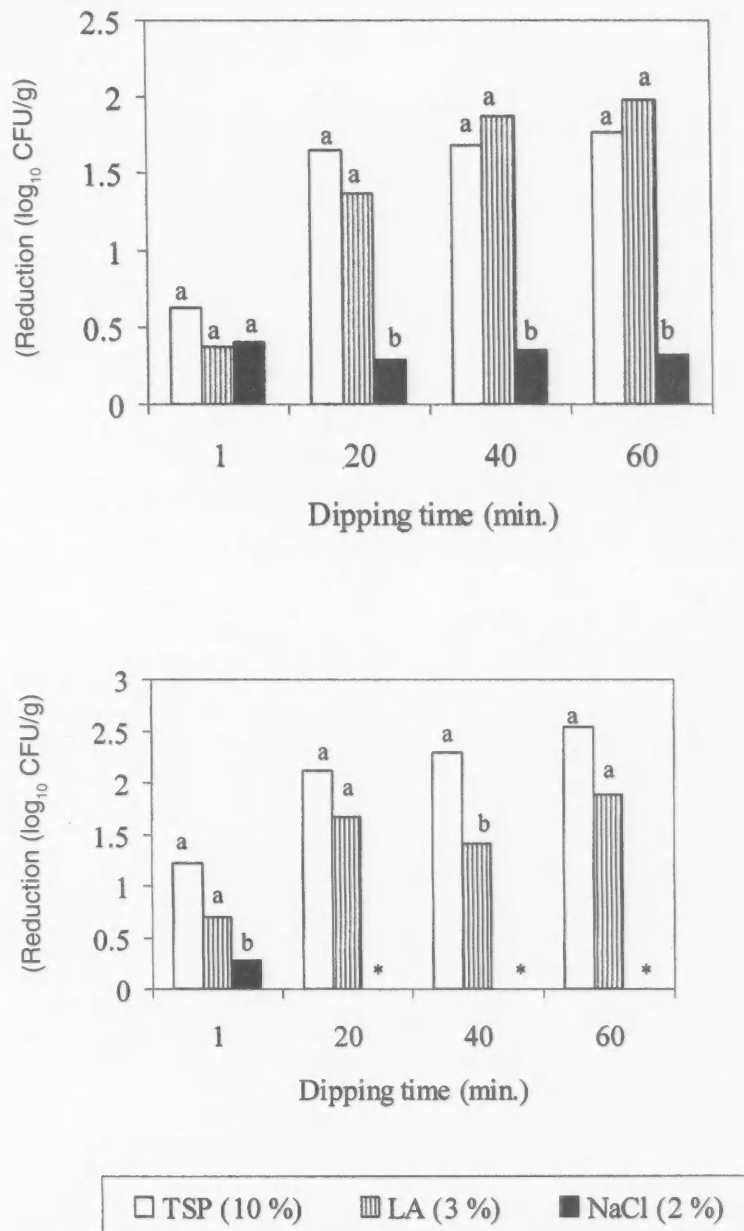 (Reduction (log₁₀ CFU/g)
2.5
2
1.5
1
0.5
0
a
a
a
a
a
b
a
a
b
a
a
b
1 20 40 60
Dipping time (min.)
(Reduction (log₁₀ CFU/g)
3
2.5
2
1.5
1
0.5
0
a
a
b
a
a
*
a
b
*
a
a
*
1 20 40 60
Dipping time (min.)
TSP (10 %) LA (3 %) NaCl (2 %)